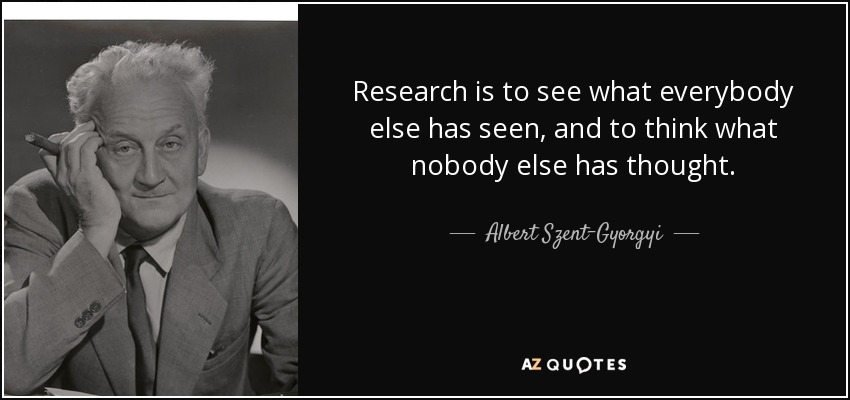 Research is to see what everybody
else has seen, and to think what
nobody else has thought.
Albert Szent-Gyorgyi
AZ QUOTES